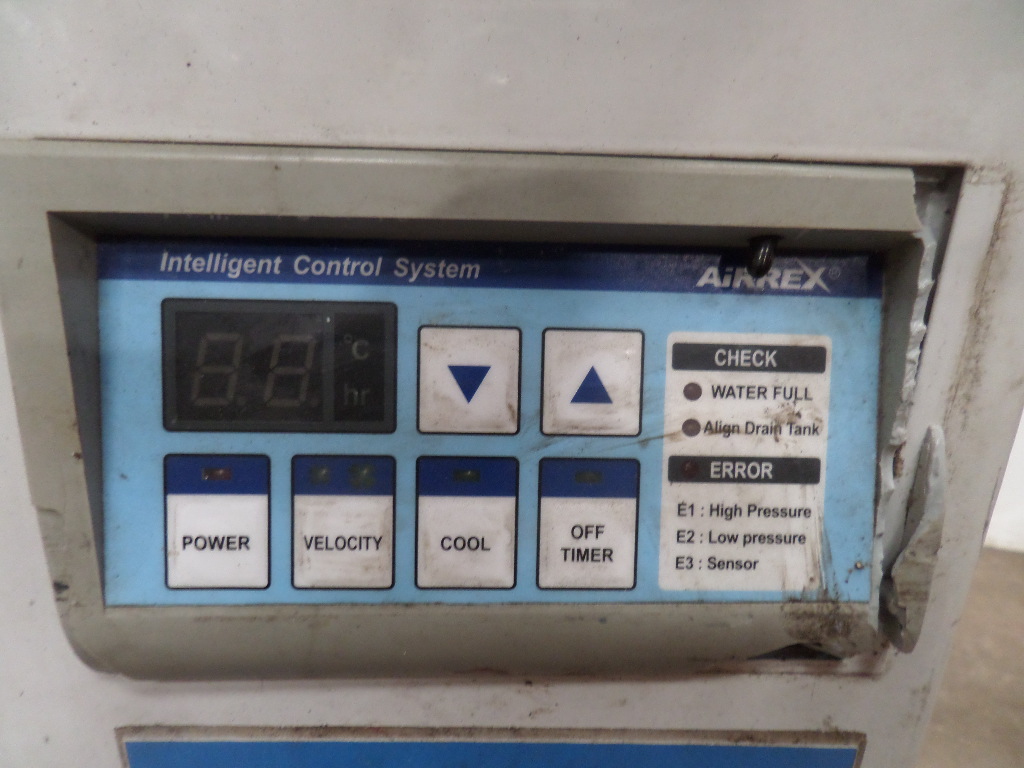 Intelligent Control System
AiRREX®
88
°C
hr
▼
▲
CHECK
WATER FULL
Align Drain Tank
POWER
VELOCITY
COOL
OFF
TIMER
ERROR
E1 : High Pressure
E2 : Low pressure
E3 : Sensor